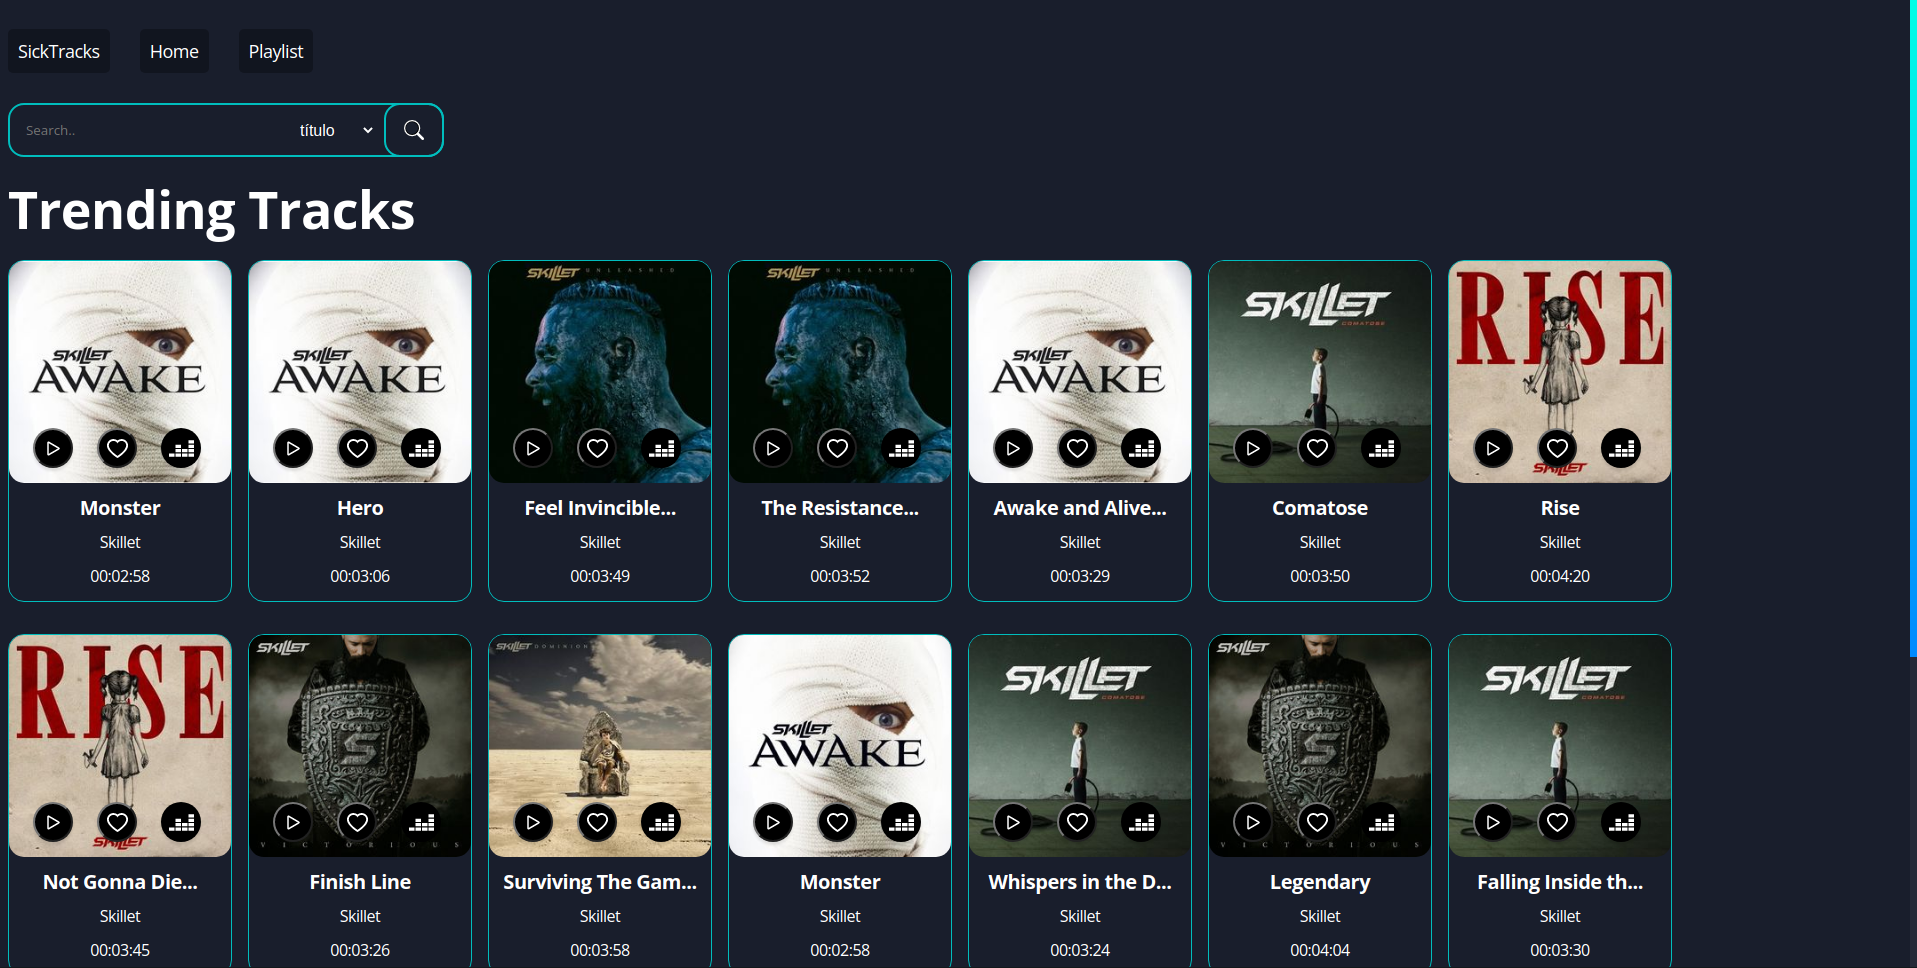 SickTracks Home Playlist
Search.. título
Trending Tracks
SKILLET AWAKE
SKILLET AWAKE
SKILLET UNLEASHED
SKILLET UNLEASHED
SKILLET AWAKE
SKILLET COMATOSE
RISE SKILLET
Monster Hero Feel Invincible... The Resistance... Awake and Alive... Comatose Rise
Skillet Skillet Skillet Skillet Skillet Skillet Skillet
00:02:58 00:03:06 00:03:49 00:03:52 00:03:29 00:03:50 00:04:20
RISE SKILLET
SKILLET S VICTORIOUS
SKILLET DOMINION
SKILLET AWAKE
SKILLET COMATOSE
SKILLET S VICTORIOUS
SKILLET COMATOSE
Not Gonna Die... Finish Line Surviving The Gam... Monster Whispers in the D... Legendary Falling Inside th...
Skillet Skillet Skillet Skillet Skillet Skillet Skillet
00:03:45 00:03:26 00:03:58 00:02:58 00:03:24 00:04:04 00:03:30